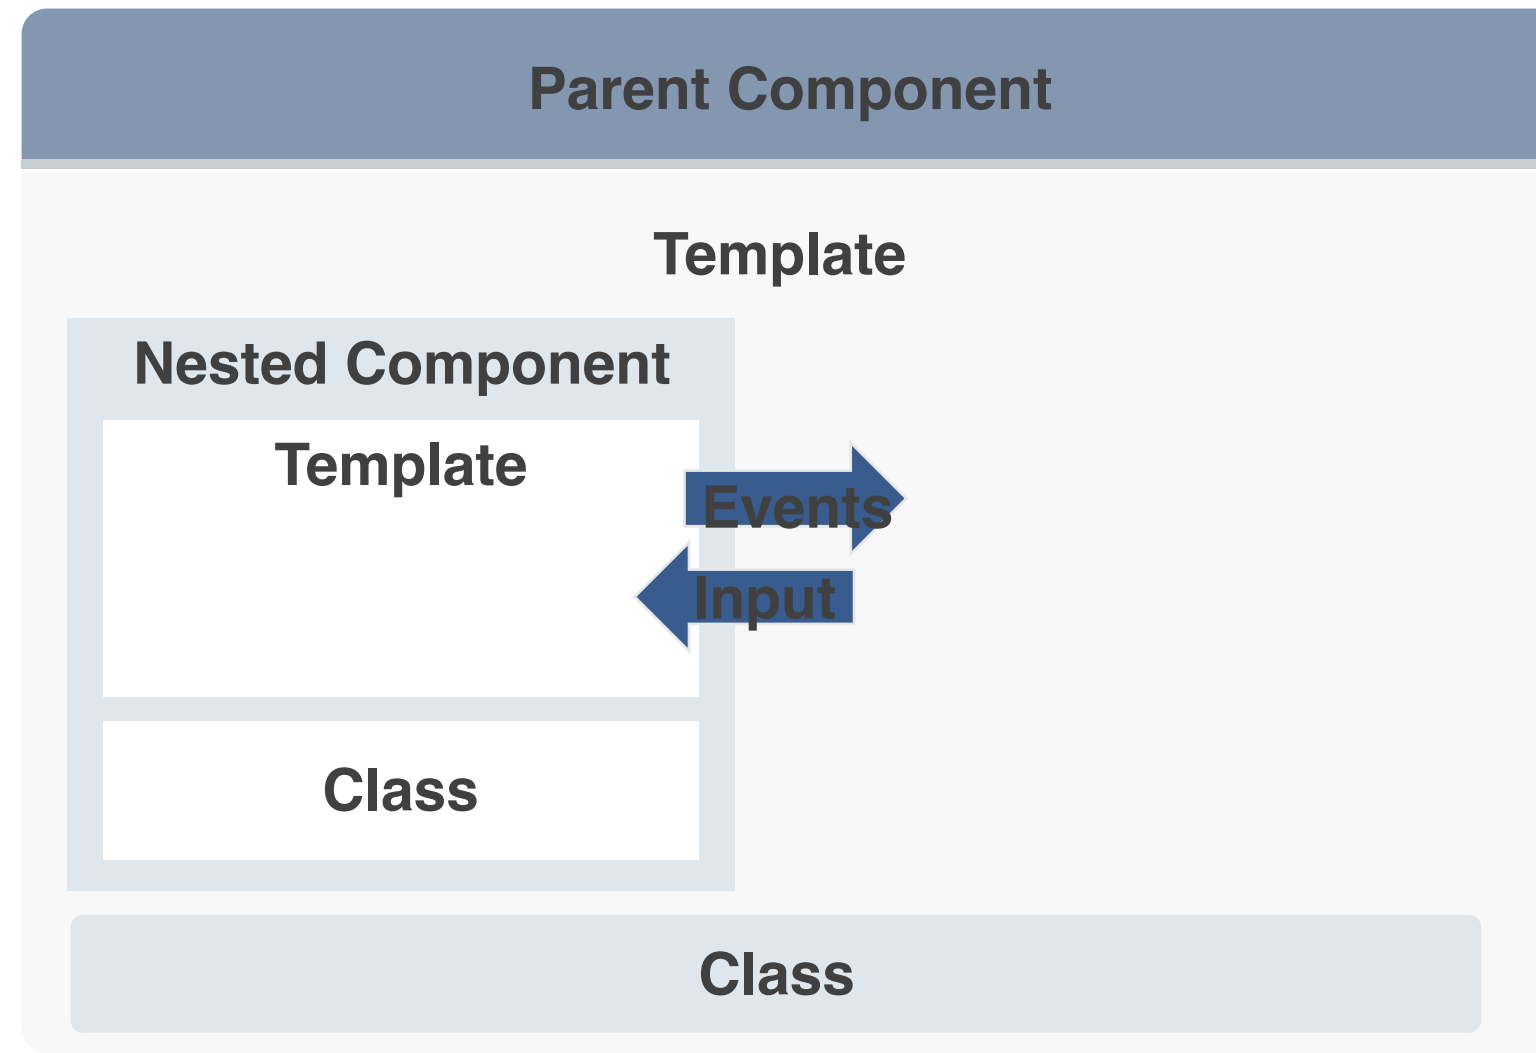 Parent Component
Template
Nested Component
Template
Events
Input
Class
Class